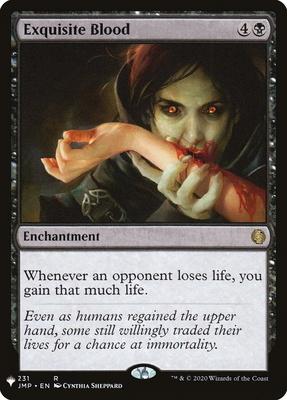 Exquisite Blood 4
Enchantment
Whenever an opponent loses life, you
gain that much life.
Even as humans regained the upper
hand, some still willingly traded their
lives for a chance at immortality.
231 R
JMP • EN CYNTHIA SHEPPARD ™ & © 2020 Wizards of the Coast